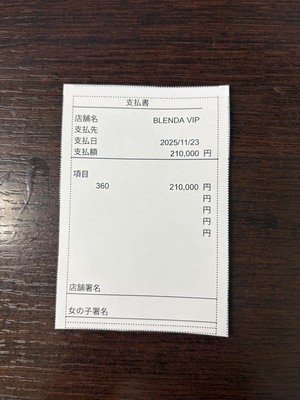 支払書
店舗名 BLENDA VIP
支払先
支払日 2025/11/23
支払額 210,000 円
項目
360 210,000 円
円
円
円
店舗署名
女の子署名